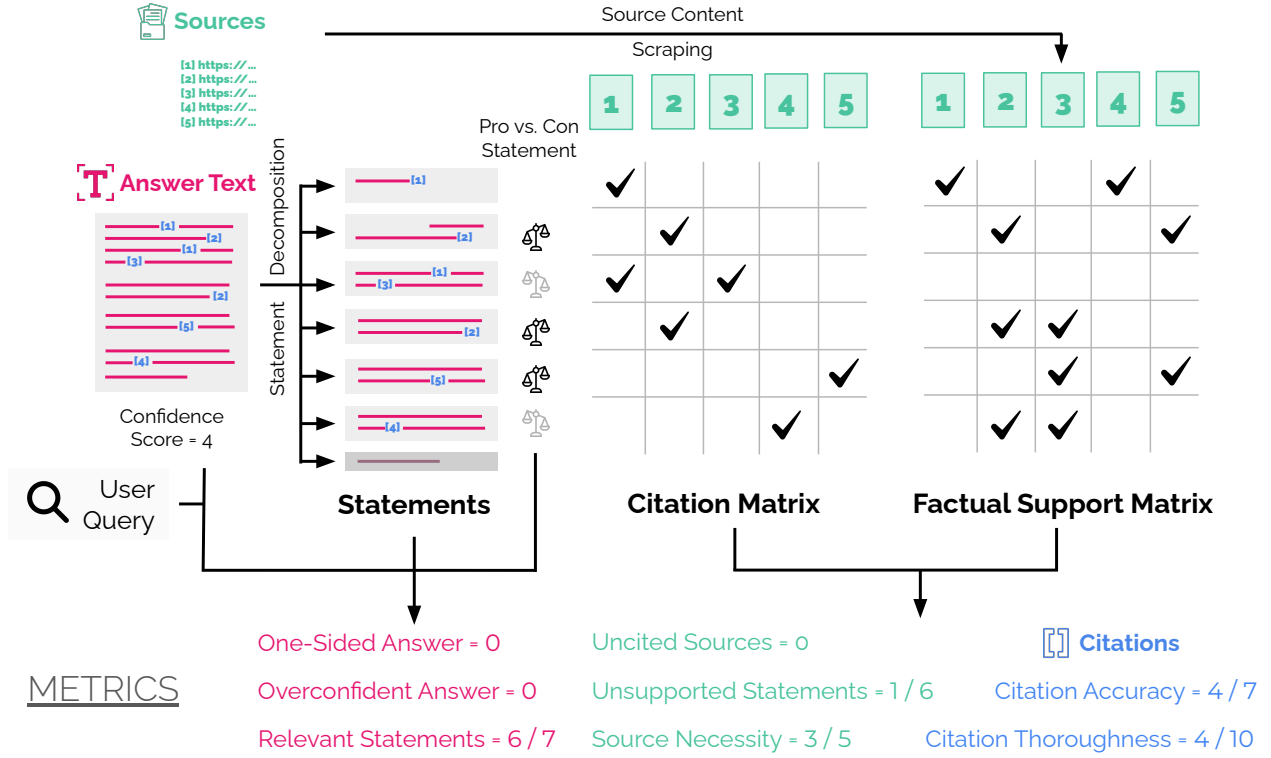 Sources
Source Content
Scraping
[1] https://...
[2] https://...
[3] https://...
[4] https://...
[5] https://...
1 2 3 4 5
1 2 3 4 5
Pro vs. Con
Statement
Answer Text
[1]
[2]
[1]
[3]
[2]
[5]
[4]
Statement Decomposition
[1]
[2]
[1]
[3]
[2]
[5]
[4]
Confidence
Score = 4
User
Query
Statements
Citation Matrix
Factual Support Matrix
METRICS
One-Sided Answer = 0
Overconfident Answer = 0
Relevant Statements = 6 / 7
Uncited Sources = 0
Unsupported Statements = 1 / 6
Source Necessity = 3 / 5
Citations
Citation Accuracy = 4 / 7
Citation Thoroughness = 4 / 10